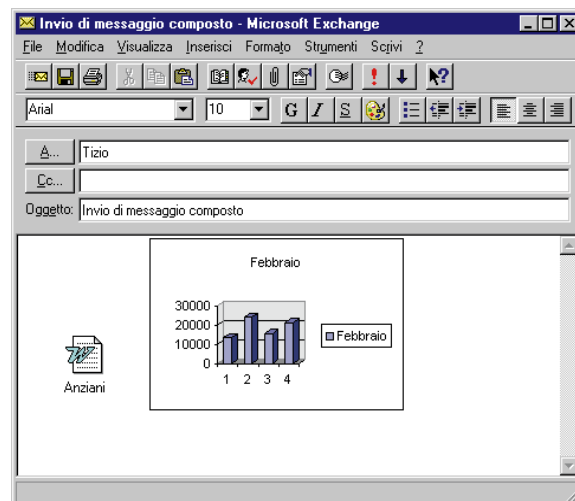 Invio di messaggio composto - Microsoft Exchange
File Modifica Visualizza Inserisci Formato Strumenti Scrivi ?
Arial 10 G I S
A... Tizio
Cc...
Oggetto: Invio di messaggio composto
Febbraio
30000
20000
10000
0
1 2 3 4
Febbraio
Anziani